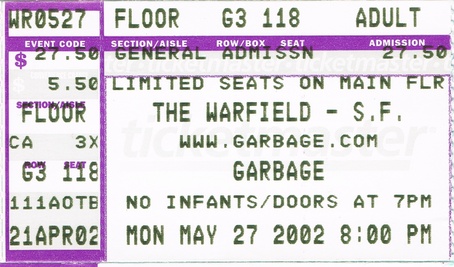 WR0527 FLOOR G3 118 ADULT
EVENT CODE SECTION/AISLE ROW/BOX SEAT ADMISSION
$ 27.50 GENERAL ADMISSN 27.50
5.50 LIMITED SEATS ON MAIN FLR
SECTION/AISLE
FLOOR THE WARFIELD - S.F.
CA 3X WWW.GARBAGE.COM
ROW SEAT
G3 118 GARBAGE
111AOTB NO INFANTS/DOORS AT 7PM
21APR02 MON MAY 27 2002 8:00 PM
ticketmaster